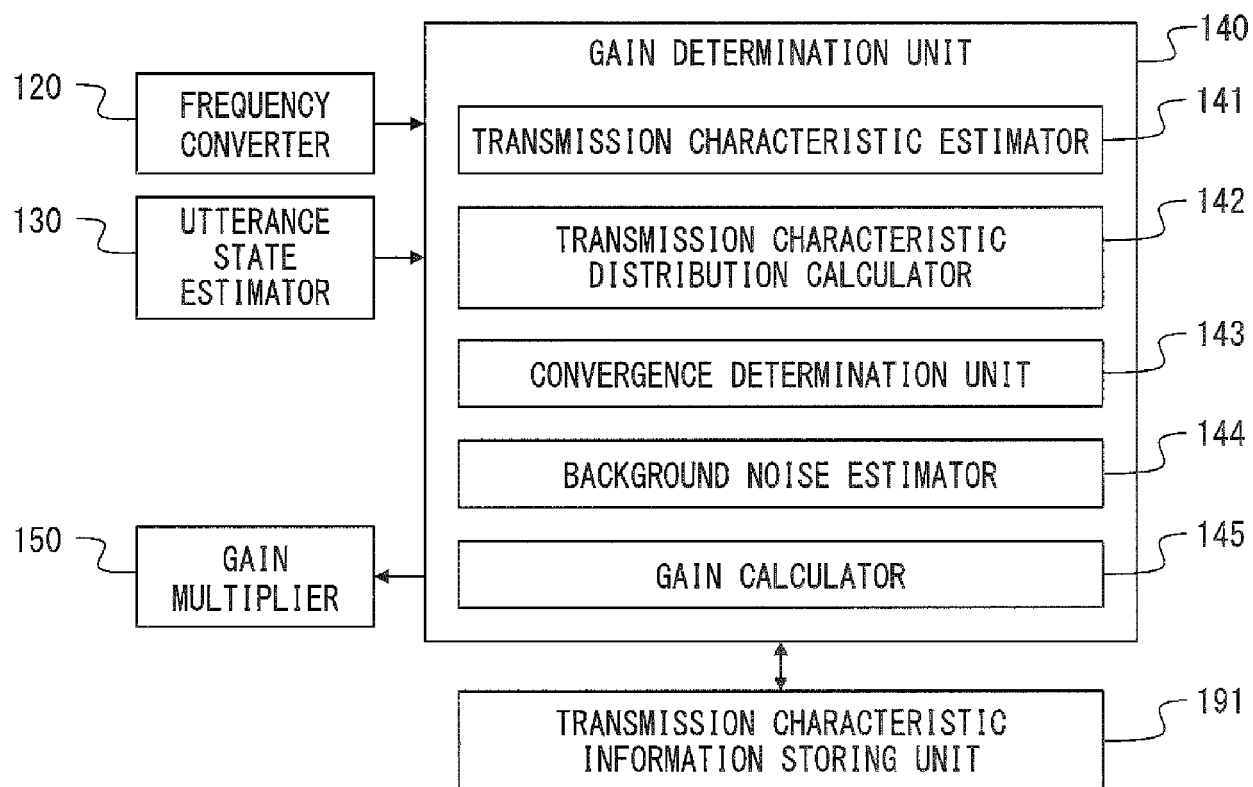 140
GAIN DETERMINATION UNIT
120
FREQUENCY
CONVERTER
141
TRANSMISSION CHARACTERISTIC ESTIMATOR
130
UTTERANCE
STATE
ESTIMATOR
142
TRANSMISSION CHARACTERISTIC
DISTRIBUTION CALCULATOR
143
CONVERGENCE DETERMINATION UNIT
144
BACKGROUND NOISE ESTIMATOR
150
GAIN
MULTIPLIER
145
GAIN CALCULATOR
191
TRANSMISSION CHARACTERISTIC
INFORMATION STORING UNIT